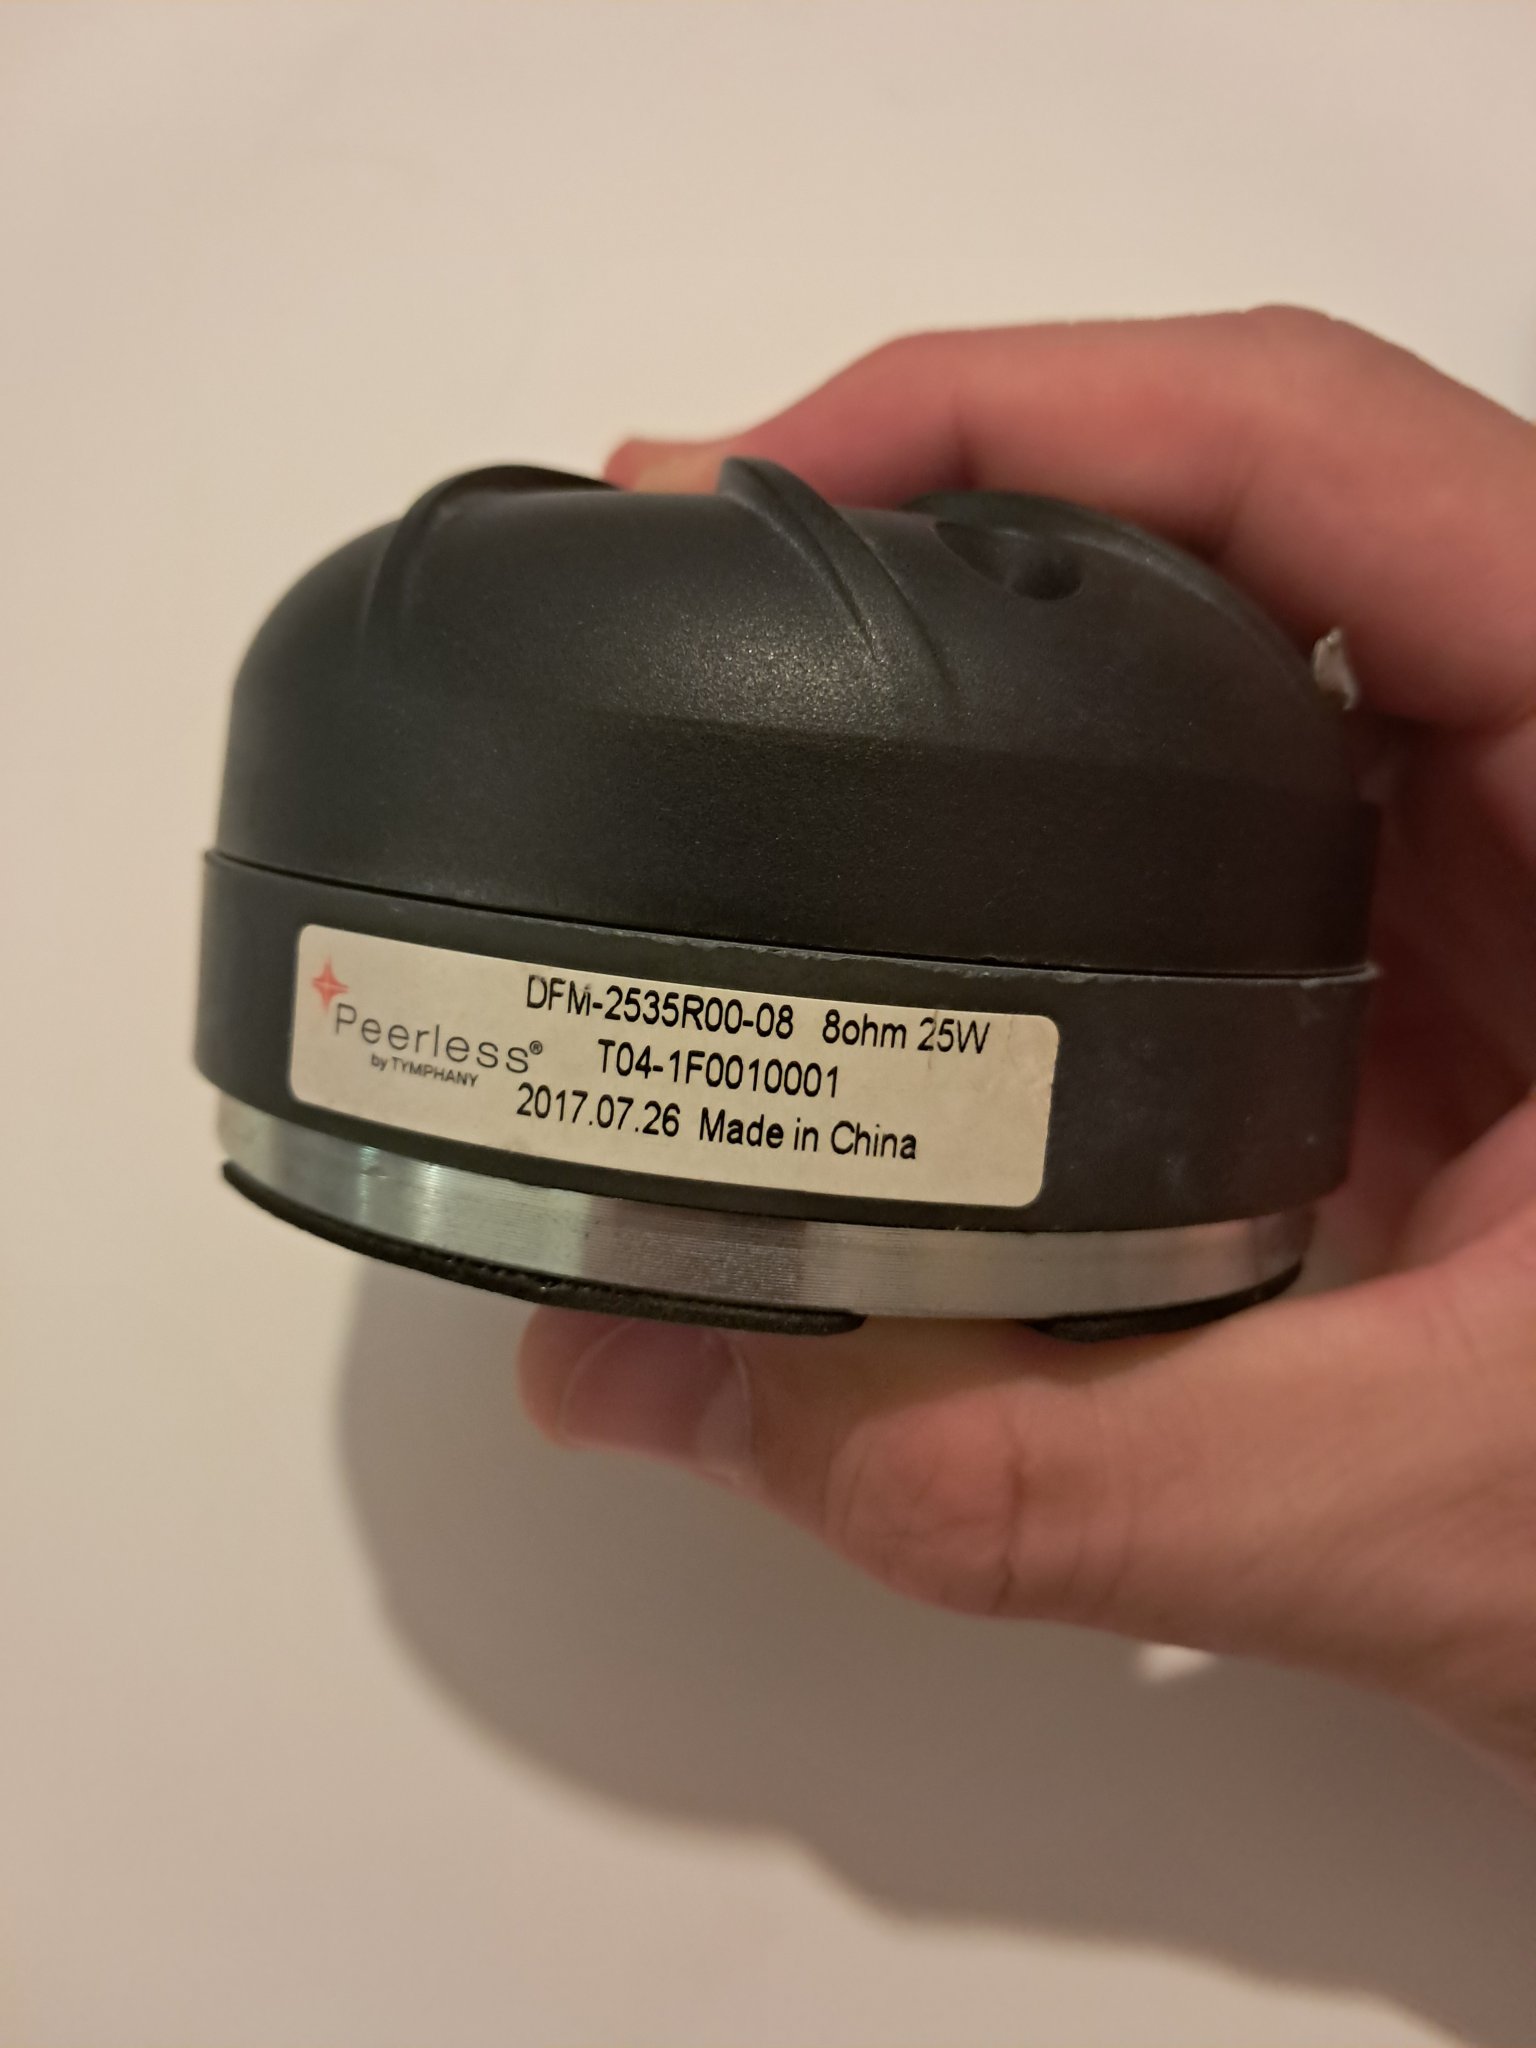 Peerless®
by TYMPHANY
DFM-2535R00-08 8ohm 25W
T04-1F0010001
2017.07.26 Made in China